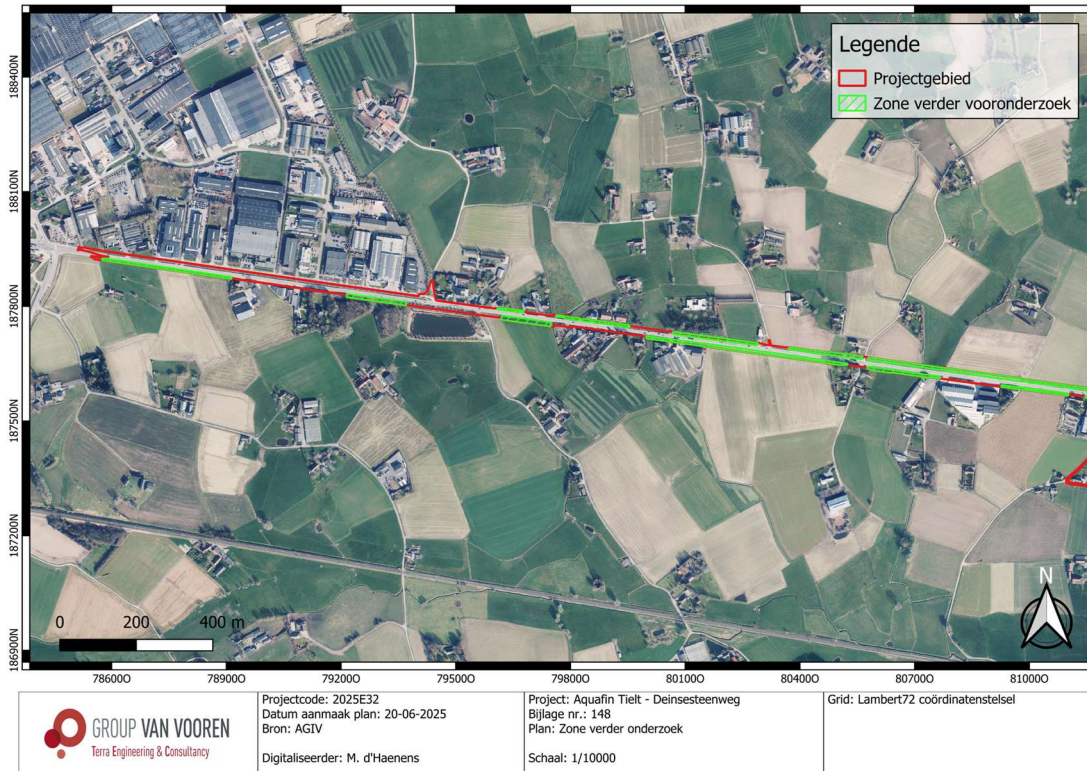 Legende
Projectgebied
Zone verder vooronderzoek
188400N
188100N
187800N
187500N
187200N
186900N
N
0 200 400 m
786000 789000 792000 795000 798000 801000 804000 807000 810000
GROUP VAN VOOREN
Terra Engineering & Consultancy
Projectcode: 2025E32
Datum aanmaak plan: 20-06-2025
Bron: AGIV
Digitaliseerder: M. d'Haenens
Project: Aquafin Tielt - Deinsesteenweg
Bijlage nr.: 148
Plan: Zone verder onderzoek
Schaal: 1/10000
Grid: Lambert72 coördinatenstelsel